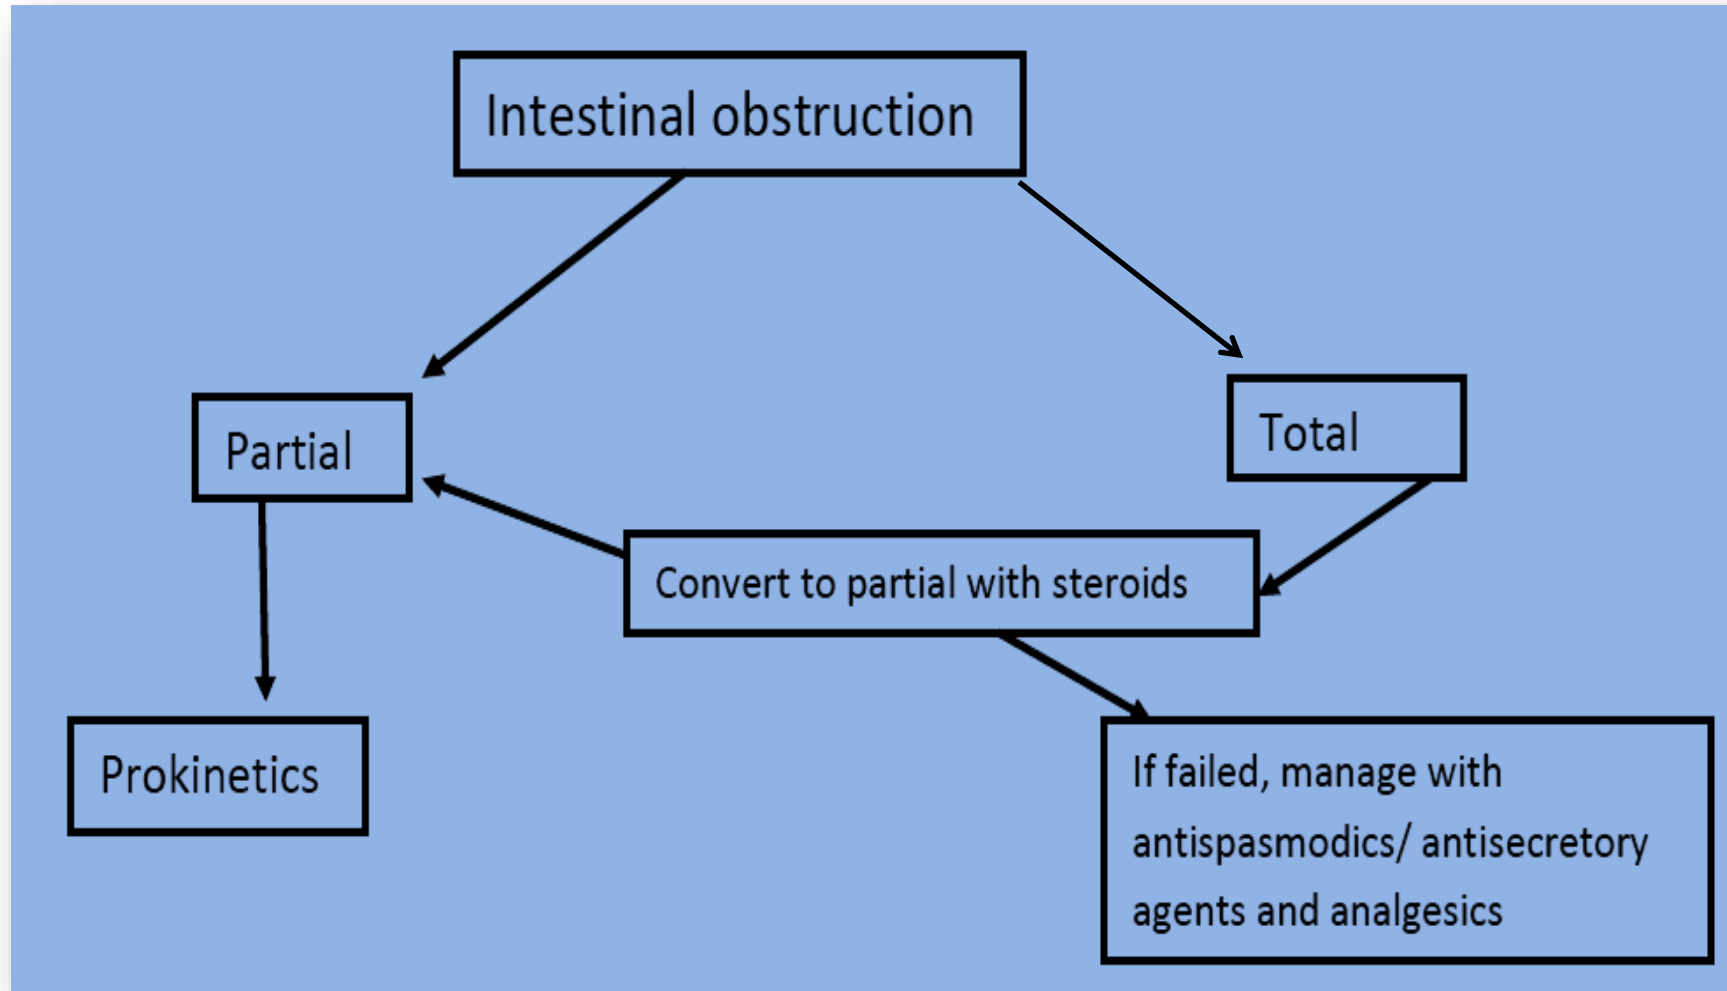 Intestinal obstruction
Partial
Total
Convert to partial with steroids
Prokinetics
If failed, manage with
antispasmodics/ antisecretory
agents and analgesics